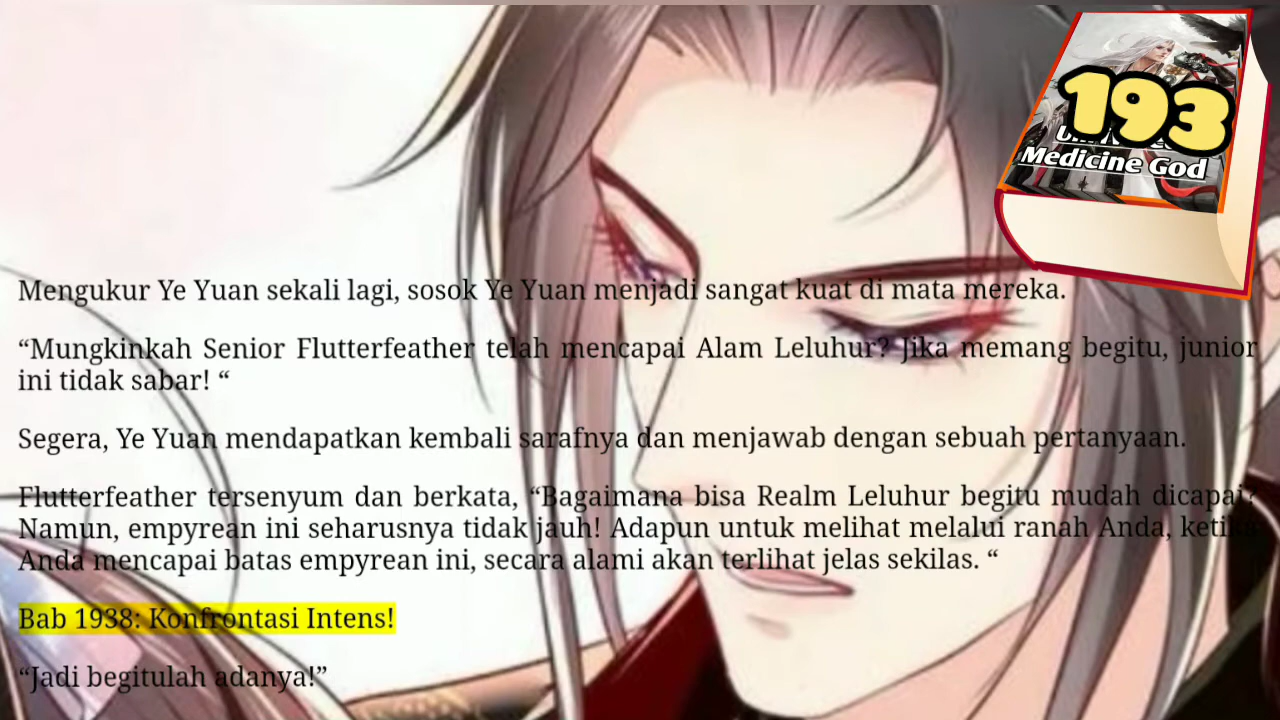 193
Medicine God
Mengukur Ye Yuan sekali lagi, sosok Ye Yuan menjadi sangat kuat di mata mereka.
“Mungkinkah Senior Flutterfeather telah mencapai Alam Leluhur? Jika memang begitu, junior
ini tidak sabar! “
Segera, Ye Yuan mendapatkan kembali sarafnya dan menjawab dengan sebuah pertanyaan.
Flutterfeather tersenyum dan berkata, “Bagaimana bisa Realm Leluhur begitu mudah dicapai?
Namun, empyrean ini seharusnya tidak jauh! Adapun untuk melihat melalui ranah Anda, ketika
Anda mencapai batas empyrean ini, secara alami akan terlihat jelas sekilas. “
Bab 1938: Konfrontasi Intens!
“Jadi begitulah adanya!”